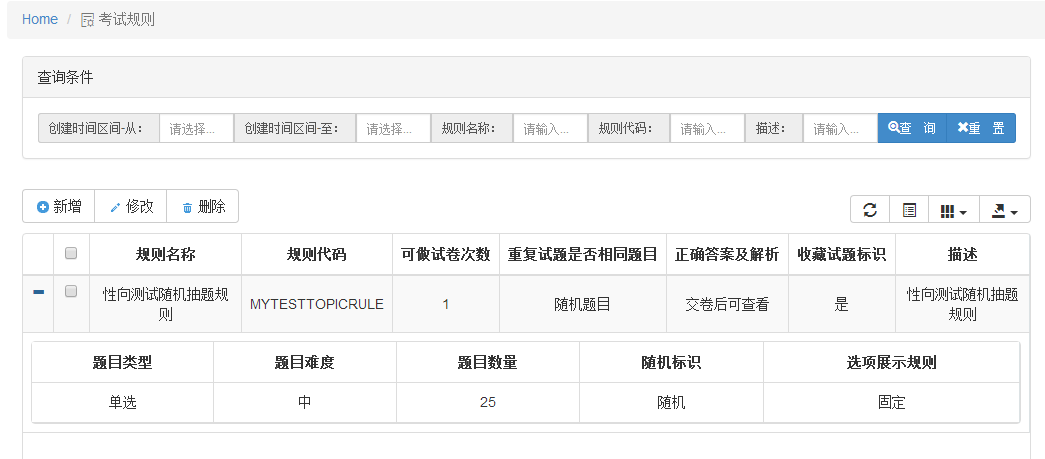 Home / 考试规则
查询条件
创建时间区间-从： 请选择... 创建时间区间-至： 请选择... 规则名称： 请输入... 规则代码： 请输入... 描述： 请输入... 查 询 重 置
新增 修改 删除
规则名称 规则代码 可做试卷次数 重复试题是否相同题目 正确答案及解析 收藏试题标识 描述
性向测试随机抽题规则 MYTESTTOPICRULE 1 随机题目 交卷后可查看 是 性向测试随机抽题规则
题目类型 题目难度 题目数量 随机标识 选项展示规则
单选 中 25 随机 固定